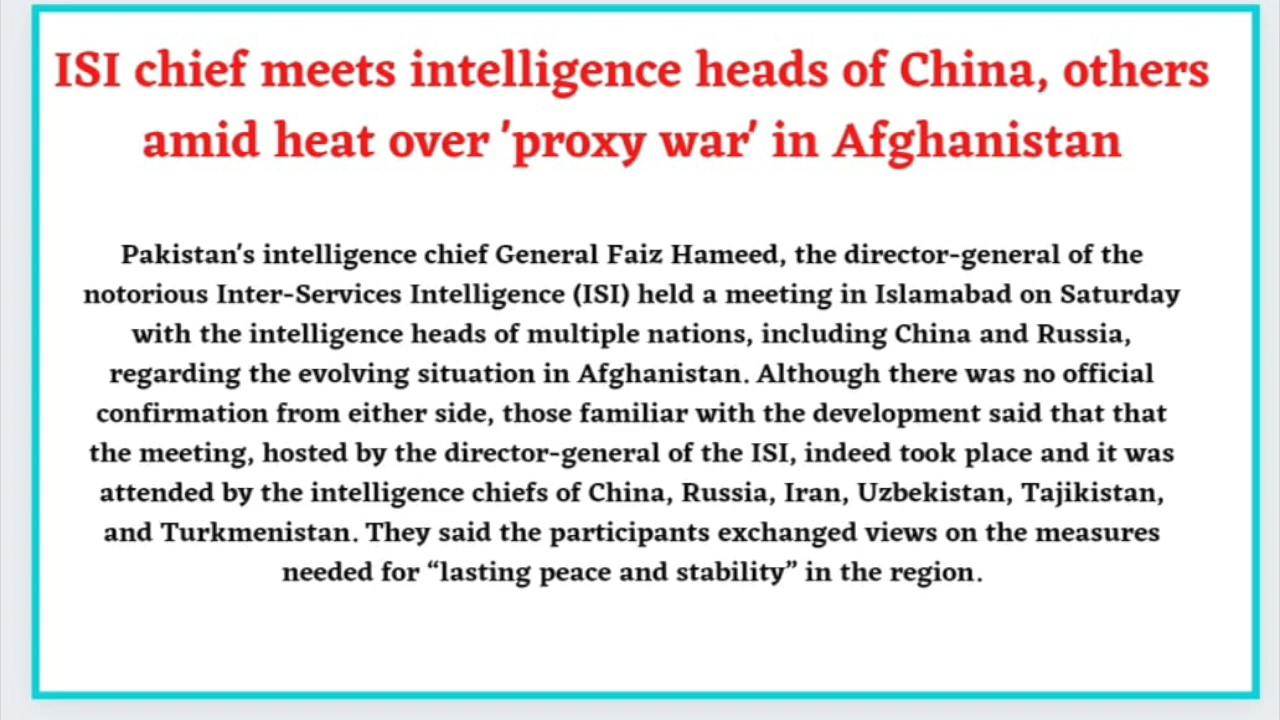 ISI chief meets intelligence heads of China, others
amid heat over 'proxy war' in Afghanistan
Pakistan's intelligence chief General Faiz Hameed, the director-general of the
notorious Inter-Services Intelligence (ISI) held a meeting in Islamabad on Saturday
with the intelligence heads of multiple nations, including China and Russia,
regarding the evolving situation in Afghanistan. Although there was no official
confirmation from either side, those familiar with the development said that that
the meeting, hosted by the director-general of the ISI, indeed took place and it was
attended by the intelligence chiefs of China, Russia, Iran, Uzbekistan, Tajikistan,
and Turkmenistan. They said the participants exchanged views on the measures
needed for “lasting peace and stability” in the region.